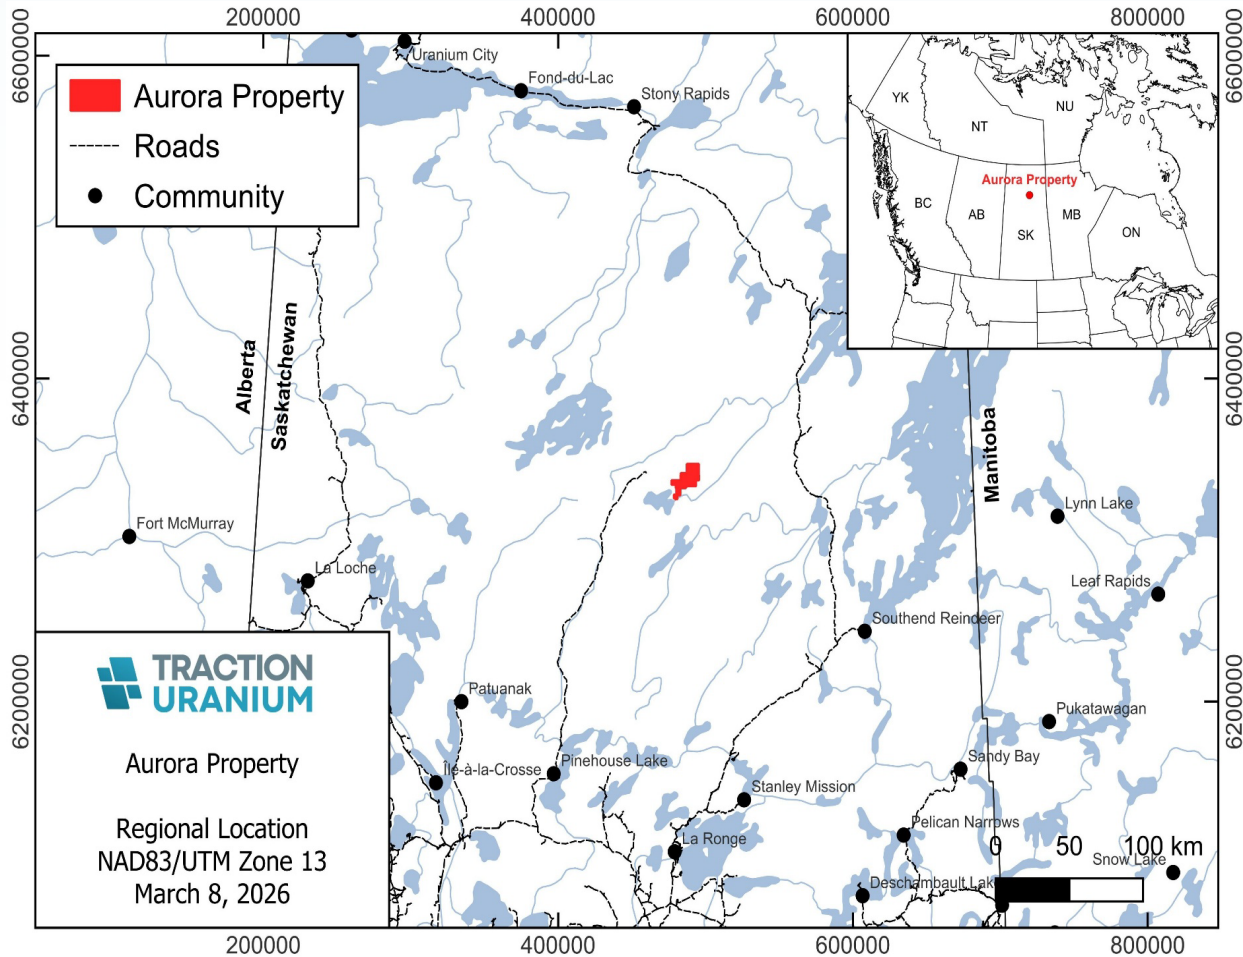 200000
400000
600000
800000
6600000
6600000
Uranium City
Fond-du-Lac
Stony Rapids
Aurora Property
Roads
Community
YK
NT
NU
Aurora Property
BC
AB
SK
MB
ON
Alberta
Saskatchewan
6400000
6400000
Manitoba
Lynn Lake
Fort McMurray
La Loche
Leaf Rapids
Southend Reindeer
TRACTION
URANIUM
Aurora Property
Regional Location
NAD83/UTM Zone 13
March 8, 2026
6200000
6200000
Patuanak
Pukatawagan
Île-à-la-Crosse
Pinehouse Lake
Sandy Bay
Stanley Mission
La Ronge
Pelican Narrows
0 50 100 km
Snow Lake
Deschambault Lak
200000
400000
600000
800000